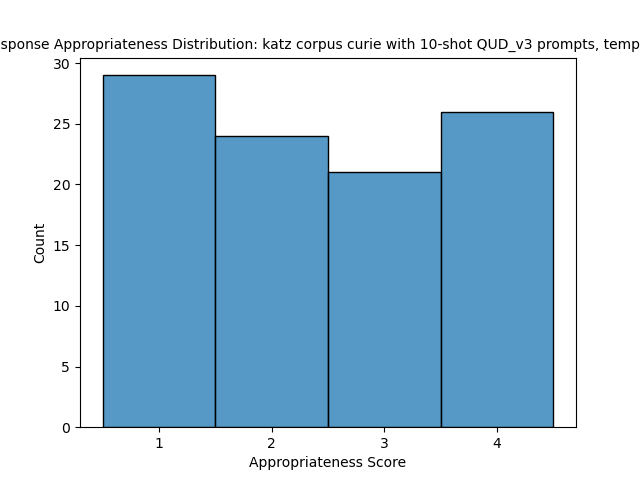 sponse Appropriateness Distribution: katz corpus curie with 10-shot QUD_v3 prompts, temp
30
25
20
15
10
5
0
Count
1 2 3 4
Appropriateness Score